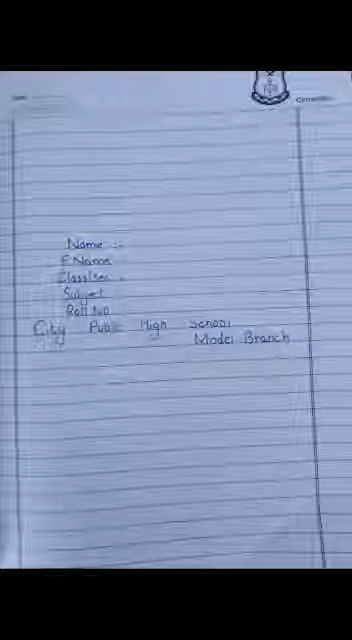 Name :-
F Name
Class/Sec -
Subject
Roll No
City Public High School
Model Branch